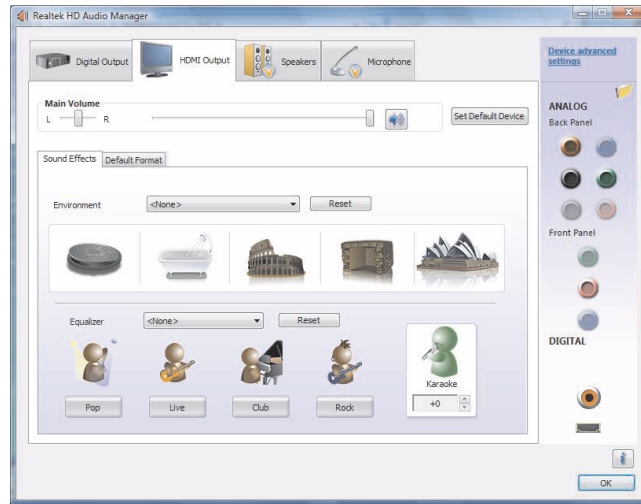 Realtek HD Audio Manager
Digital Output
HDMI Output
Speakers
Microphone
Device advanced
settings
Main Volume
L
R
Set Default Device
ANALOG
Back Panel
Sound Effects
Default Format
Environment
<None>
Reset
Front Panel
Equalizer
<None>
Reset
Karaoke
+0
Pop
Live
Club
Rock
DIGITAL
i
OK